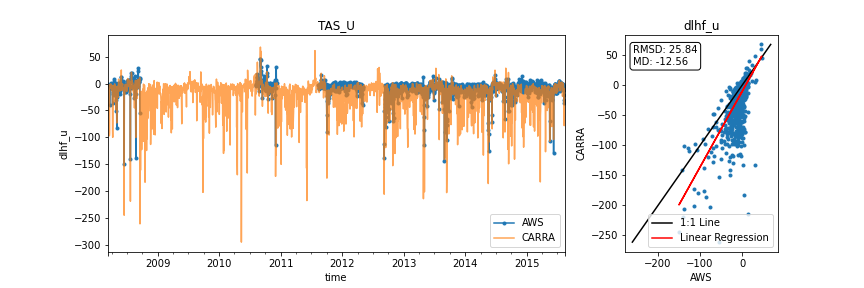 TAS_U
dlhf_u
50
0
−50
−100
−150
−200
−250
−300
dlhf_u
AWS
CARRA
2009
2010
2011
2012
2013
2014
2015
time
dlhf_u
RMSD: 25.84
MD: -12.56
50
0
−50
−100
−150
−200
−250
CARRA
1:1 Line
Linear Regression
−200
−100
0
AWS